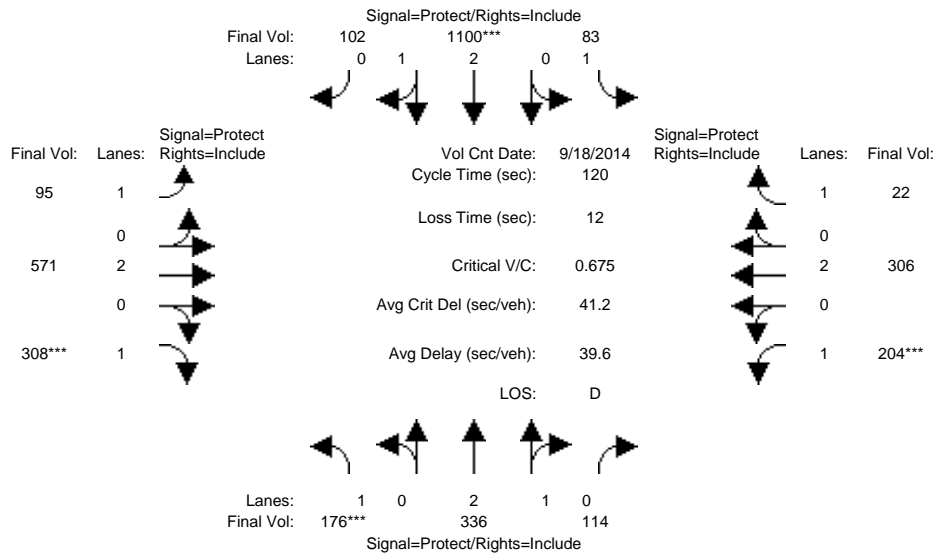 Signal=Protect/Rights=Include
Final Vol: 102 1100*** 83
Lanes: 0 1 2 0 1
Signal=Protect Signal=Protect
Final Vol: Lanes: Rights=Include Vol Cnt Date: 9/18/2014 Rights=Include Lanes: Final Vol:
Cycle Time (sec): 120
95 1 1 22
Loss Time (sec): 12
0 0
571 2 Critical V/C: 0.675 2 306
0 Avg Crit Del (sec/veh): 41.2 0
308*** 1 Avg Delay (sec/veh): 39.6 1 204***
LOS: D
Lanes: 1 0 2 1 0
Final Vol: 176*** 336 114
Signal=Protect/Rights=Include